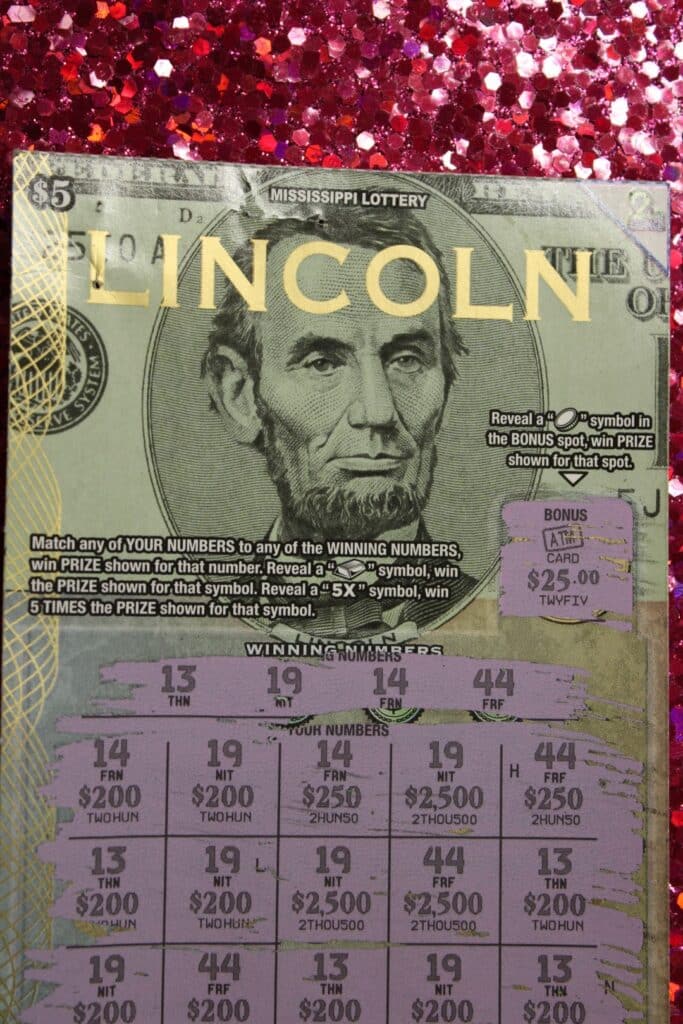 $5
MISSISSIPPI LOTTERY
LINCOLN
Reveal a " " symbol in
the BONUS spot, win PRIZE
shown for that spot.
BONUS
ATM
CARD
$25.00
TWYFIV
Match any of YOUR NUMBERS to any of the WINNING NUMBERS,
win PRIZE shown for that number. Reveal a " " symbol, win
the PRIZE shown for that symbol. Reveal a "5X" symbol, win
5 TIMES the PRIZE shown for that symbol.
LINCOLN
WINNING NUMBERS
NG NUMBERS
13 19 14 44
THN NIT FRN FRF
YOUR NUMBERS
14 19 14 19 H 44
FRN NIT FRN NIT FRF
$200 $200 $250 $2,500 $250
TWOHUN TWOHUN 2HUN50 2THOU500 2HUN50
13 19 L 19 44 13
THN NIT NIT FRF THN
$200 $200 $2,500 $2,500 $200
TWOHUN TWOHUN 2THOU500 2THOU500 TWOHUN
19 44 13 19 13 N
NIT FRF THN NIT THN
$200 $200 $200 $200 $200